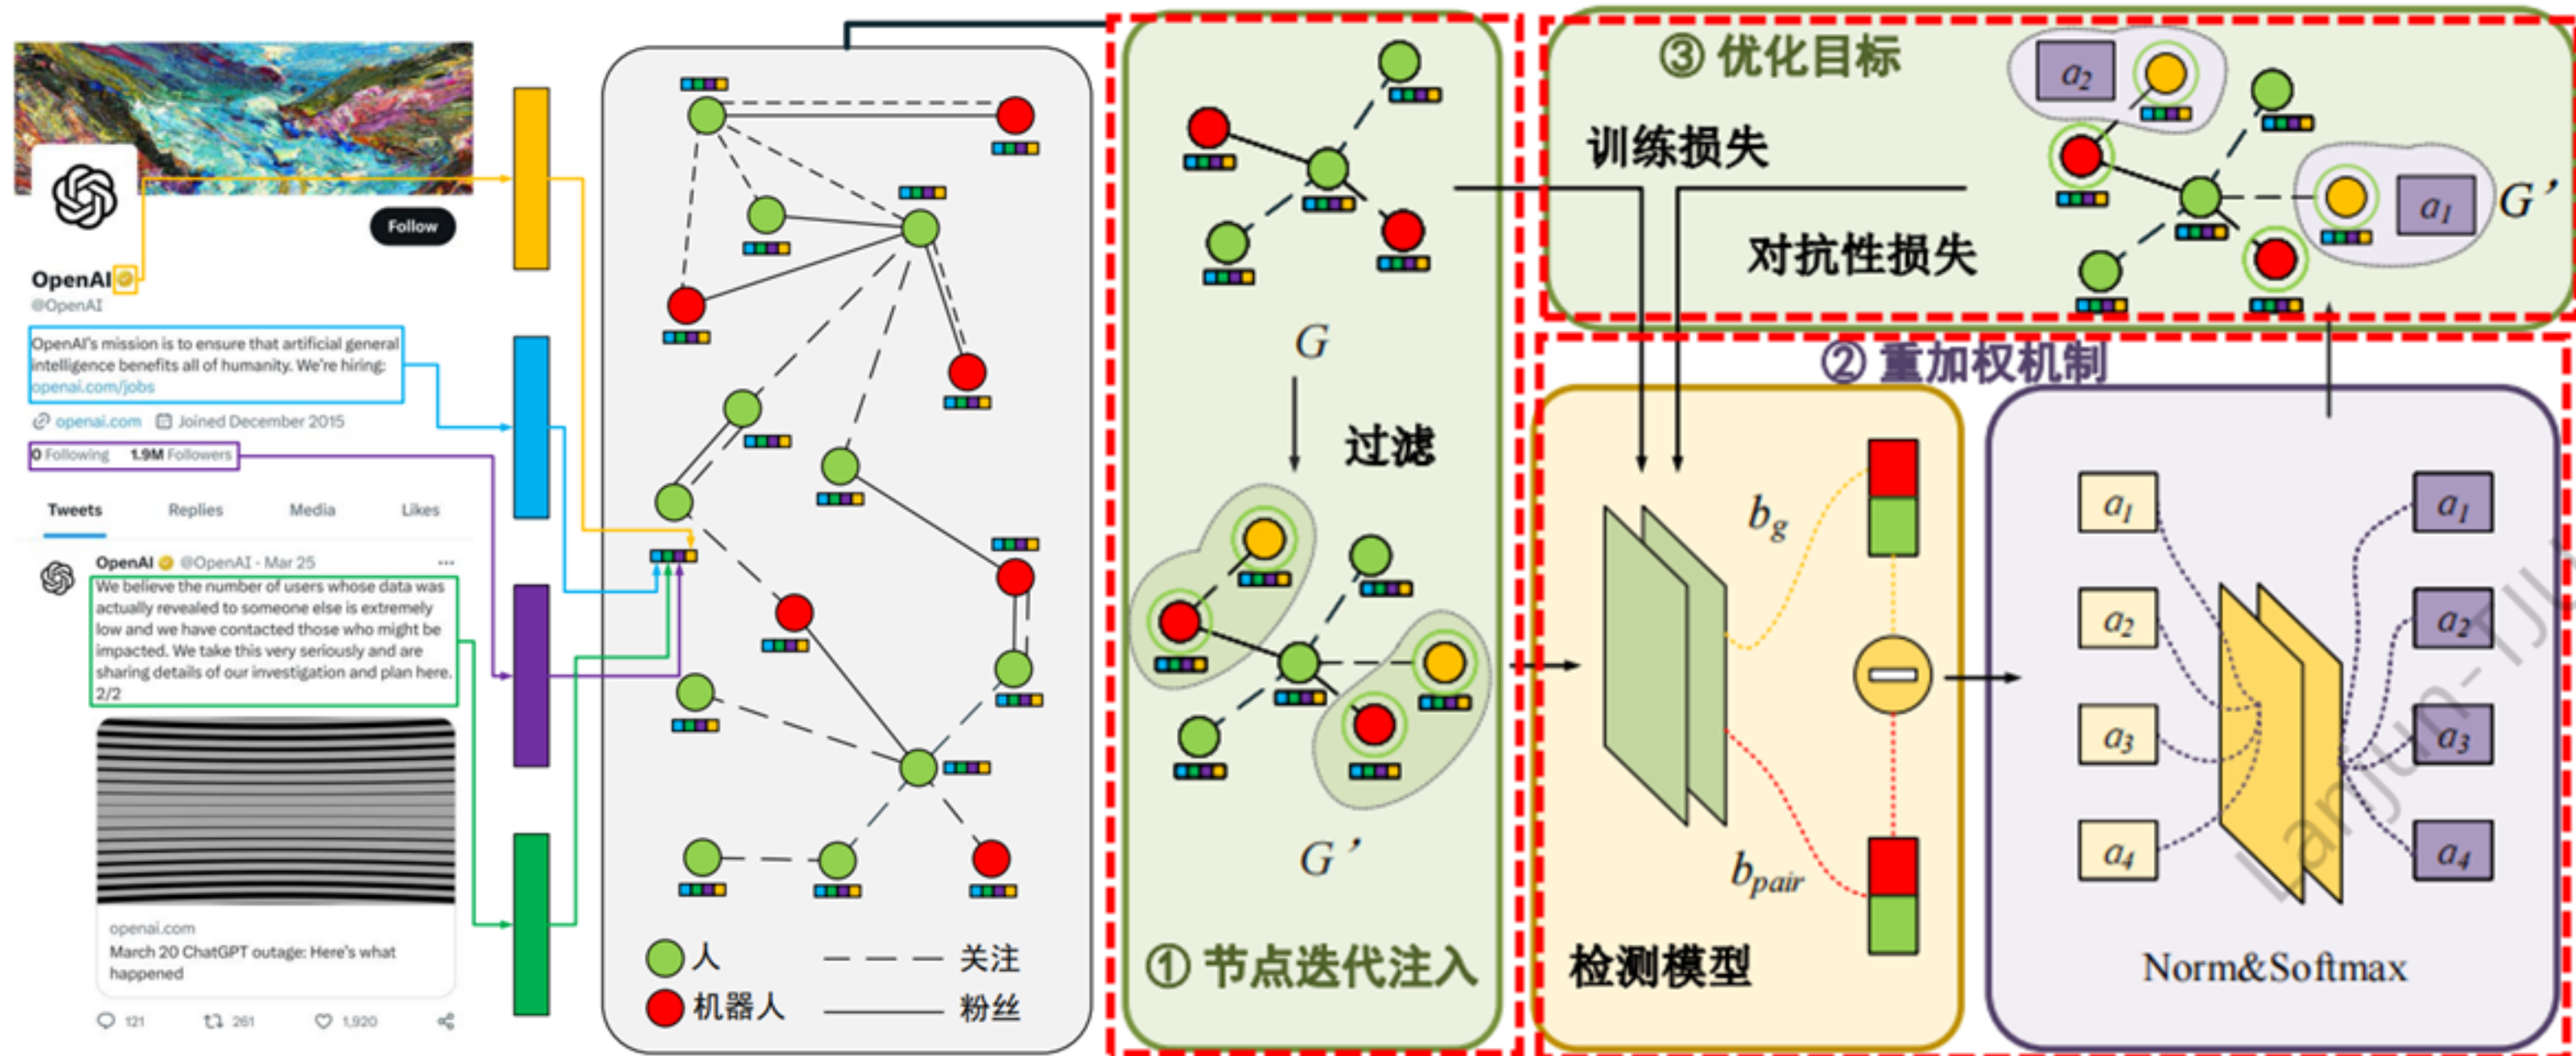 Follow
OpenAI
@OpenAI
OpenAI's mission is to ensure that artificial general
intelligence benefits all of humanity. We're hiring:
openai.com/jobs
openai.com Joined December 2015
0 Following 1.9M Followers
Tweets Replies Media Likes
OpenAI @OpenAI · Mar 25 ...
We believe the number of users whose data was
actually revealed to someone else is extremely
low and we have contacted those who might be
impacted. We take this very seriously and are
sharing details of our investigation and plan here.
2/2
openai.com
March 20 ChatGPT outage: Here's what
happened
121 261 1,920
人 关注
机器人 粉丝
G
过滤
G'
① 节点迭代注入
③ 优化目标
训练损失
对抗性损失
a2
a1
G'
② 重加权机制
bg
bpair
检测模型
a1 a1
a2 a2
a3 a3
a4 a4
Norm&Softmax